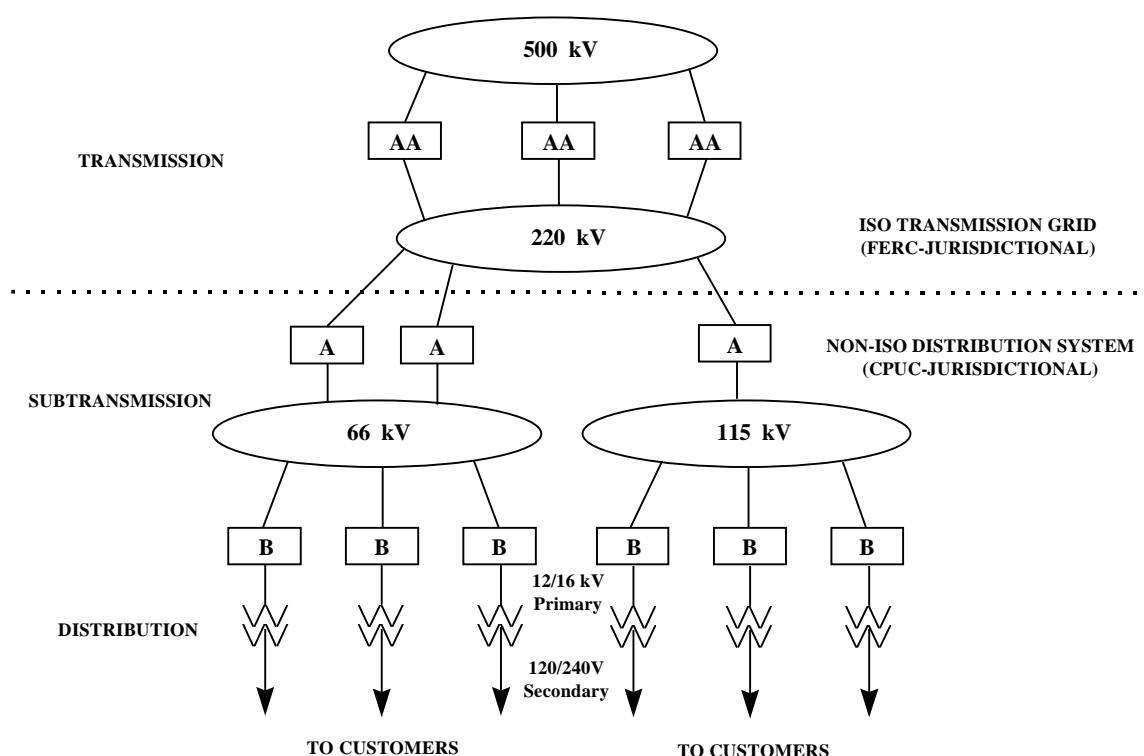 500 kV
AA AA AA
TRANSMISSION
220 kV
ISO TRANSMISSION GRID
(FERC-JURISDICTIONAL)
A A A
NON-ISO DISTRIBUTION SYSTEM
(CPUC-JURISDICTIONAL)
SUBTRANSMISSION
66 kV
115 kV
B B B B B B
12/16 kV
Primary
DISTRIBUTION
120/240V
Secondary
TO CUSTOMERS
TO CUSTOMERS